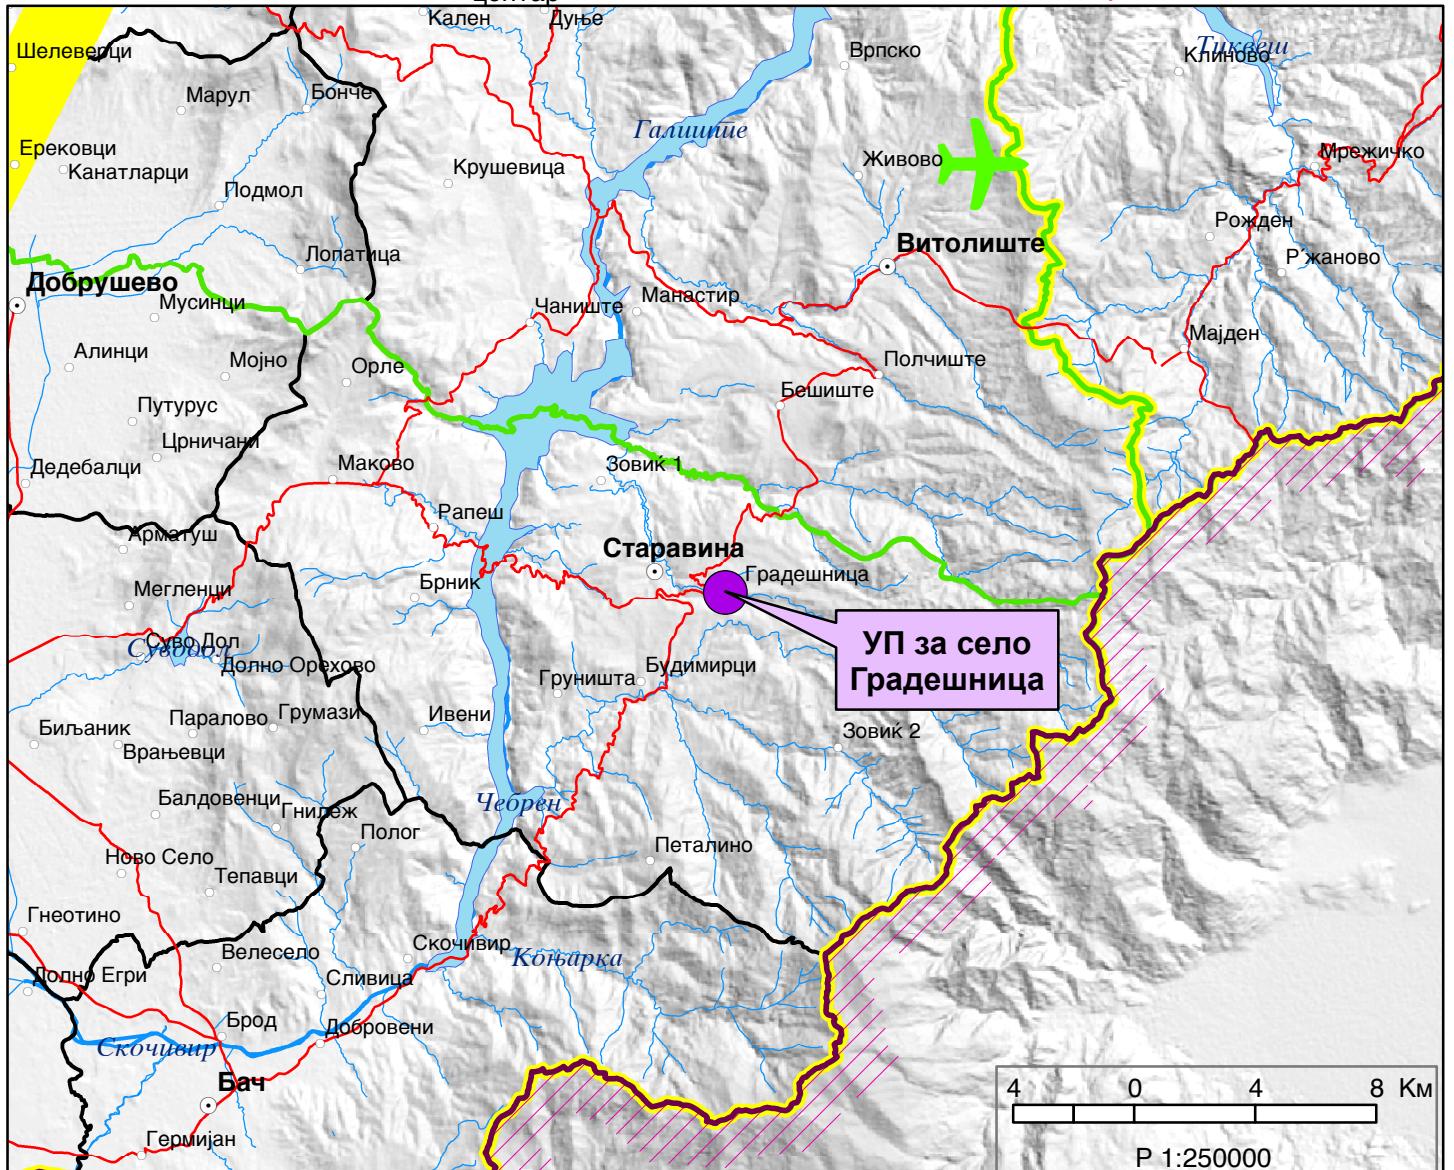 центар
Кален
Дуње
Шелеверци
Врпско
Тиквеш
Клиново
Марул
Бонче
Галиште
Ерековци
Канатларци
Крушевица
Живово
Мрежичко
Подмол
Рожден
Лопатица
Витолиште
Р´жаново
Добрушево
Мусинци
Чаниште
Манастир
Мајден
Алинци
Мојно
Орле
Полчиште
Бешиште
Путурус
Црничани
Дедебалци
Маково
Зовиќ 1
Рапеш
Арматуш
Старавина
Градешница
Мегленци
Брник
УП за село
Градешница
Суво Дол
Суводол
Долно Орехово
Будимирци
Груништа
Биљаник
Паралово
Грумази
Ивени
Врањевци
Зовиќ 2
Балдовенци
Гнилеж
Чебрен
Полог
Петалино
Ново Село
Тепавци
Гнеотино
Велесело
Скочивир
Коњарка
Долно Егри
Сливица
Брод
Добровени
Скочивир
Бач
Гермијан
4 0 4 8 Км
Р 1:250000